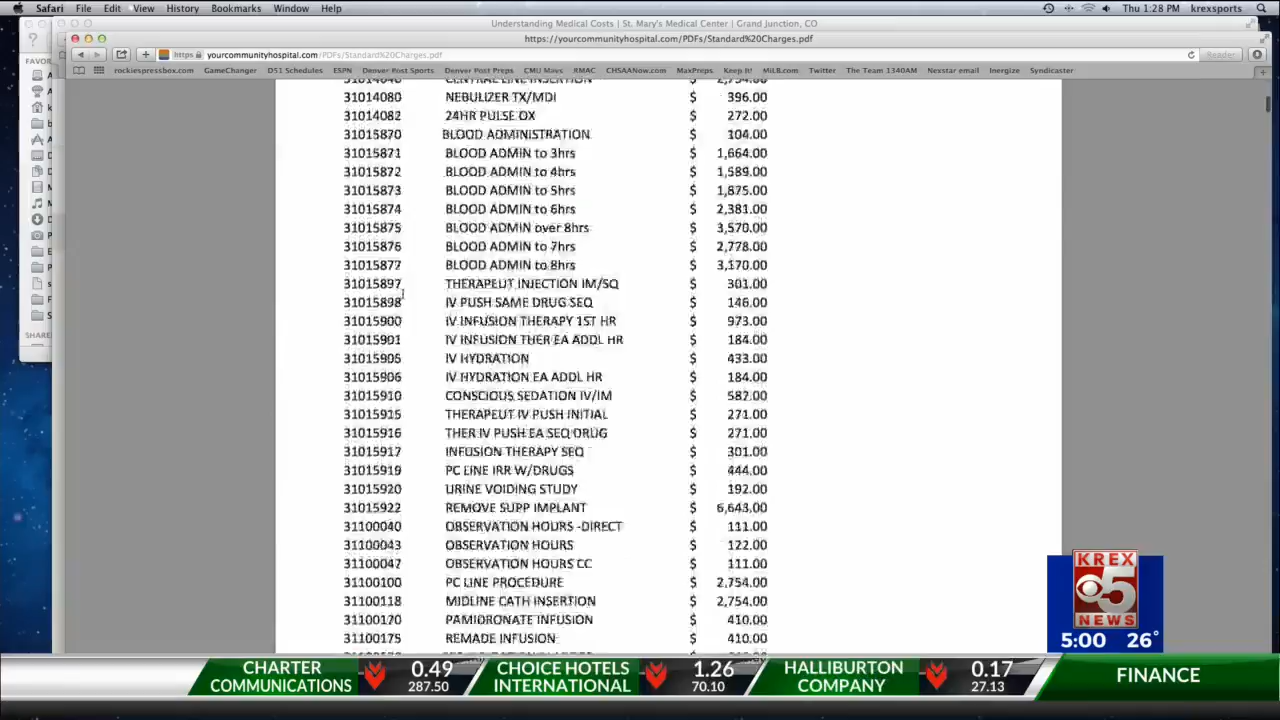 Safari File Edit View History Bookmarks Window Help Thu 1:28 PM krexsports
Understanding Medical Costs | St. Mary's Medical Center | Grand Junction, CO
https://yourcommunityhospital.com/PDFs/Standard%20Charges.pdf
https yourcommunityhospital.com/PDFs/Standard%20Charges.pdf Reader
rockiespressbox.com GameChanger D51 Schedules ESPN Denver Post Sports Denver Post Preps CMU Mavs RMAC CHSAANow.com MaxPreps Keep It! MiLB.com Twitter The Team 1340AM Nexstar email Inergize Syndicaster
FAVOR
31014080 NEBULIZER TX/MDI $ 396.00
31014082 24HR PULSE OX $ 272.00
31015870 BLOOD ADMINISTRATION $ 104.00
31015871 BLOOD ADMIN to 3hrs $ 1,664.00
31015872 BLOOD ADMIN to 4hrs $ 1,589.00
31015873 BLOOD ADMIN to 5hrs $ 1,875.00
31015874 BLOOD ADMIN to 6hrs $ 2,381.00
31015875 BLOOD ADMIN over 8hrs $ 3,570.00
31015876 BLOOD ADMIN to 7hrs $ 2,778.00
31015877 BLOOD ADMIN to 8hrs $ 3,170.00
31015897 THERAPEUT INJECTION IM/SQ $ 301.00
31015898 IV PUSH SAME DRUG SEQ $ 146.00
31015900 IV INFUSION THERAPY 1ST HR $ 973.00
31015901 IV INFUSION THER EA ADDL HR $ 184.00
31015905 IV HYDRATION $ 433.00
31015906 IV HYDRATION EA ADDL HR $ 184.00
31015910 CONSCIOUS SEDATION IV/IM $ 582.00
31015915 THERAPEUT IV PUSH INITIAL $ 271.00
31015916 THER IV PUSH EA SEQ DRUG $ 271.00
31015917 INFUSION THERAPY SEQ $ 301.00
31015919 PC LINE IRR W/DRUGS $ 444.00
31015920 URINE VOIDING STUDY $ 192.00
31015922 REMOVE SUPP IMPLANT $ 6,643.00
31100040 OBSERVATION HOURS -DIRECT $ 111.00
31100043 OBSERVATION HOURS $ 122.00
31100047 OBSERVATION HOURS CC $ 111.00
31100100 PC LINE PROCEDURE $ 2,754.00
31100118 MIDLINE CATH INSERTION $ 2,754.00
31100170 PAMIDRONATE INFUSION $ 410.00
31100175 REMADE INFUSION $ 410.00
SHARE
KREX
5
NEWS
5:00 26°
CHARTER COMMUNICATIONS 0.49 287.50
CHOICE HOTELS INTERNATIONAL 1.26 70.10
HALLIBURTON COMPANY 0.17 27.13
FINANCE